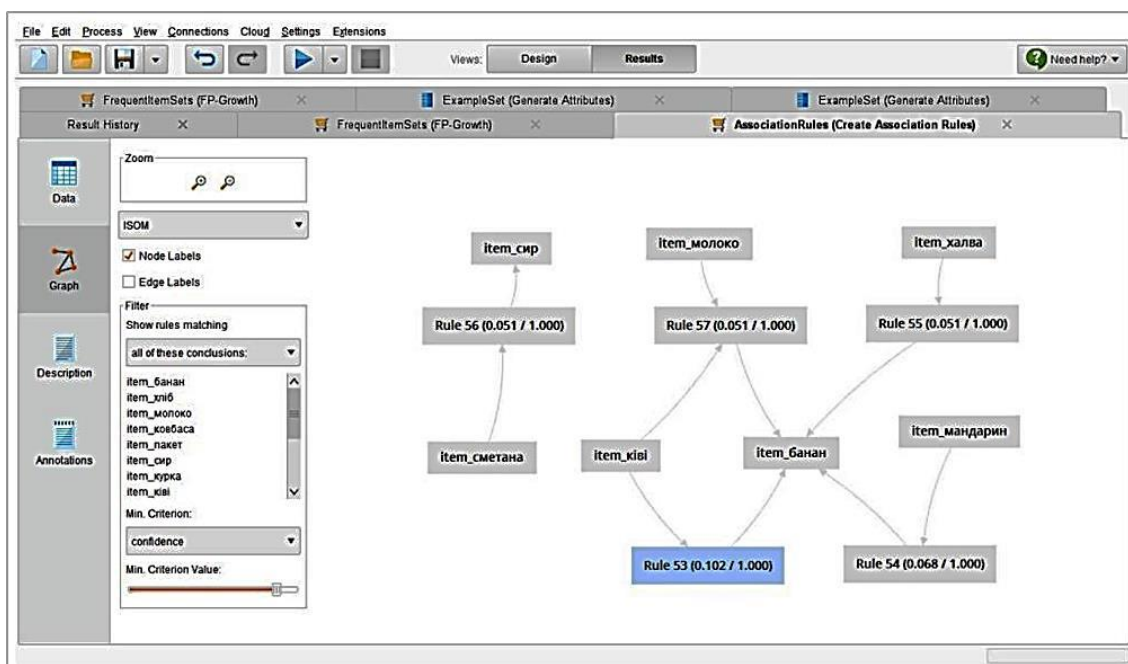 File Edit Process View Connections Cloud Settings Extensions
Views: Design Results Need help?
FrequentItemSets (FP-Growth) ExampleSet (Generate Attributes) ExampleSet (Generate Attributes)
Result History FrequentItemSets (FP-Growth) AssociationRules (Create Association Rules)
Data
Graph
Description
Annotations
Zoom
ISOM
Node Labels
Edge Labels
Filter
Show rules matching
all of these conclusions:
item_банан
item_хліб
item_молоко
item_ковбаса
item_пакет
item_сир
item_курка
item_ківі
Min. Criterion:
confidence
Min. Criterion Value:
item_сир item_молоко item_халва
Rule 56 (0.051 / 1.000) Rule 57 (0.051 / 1.000) Rule 55 (0.051 / 1.000)
item_сметана item_ківі item_банан item_мандарин
Rule 53 (0.102 / 1.000) Rule 54 (0.068 / 1.000)